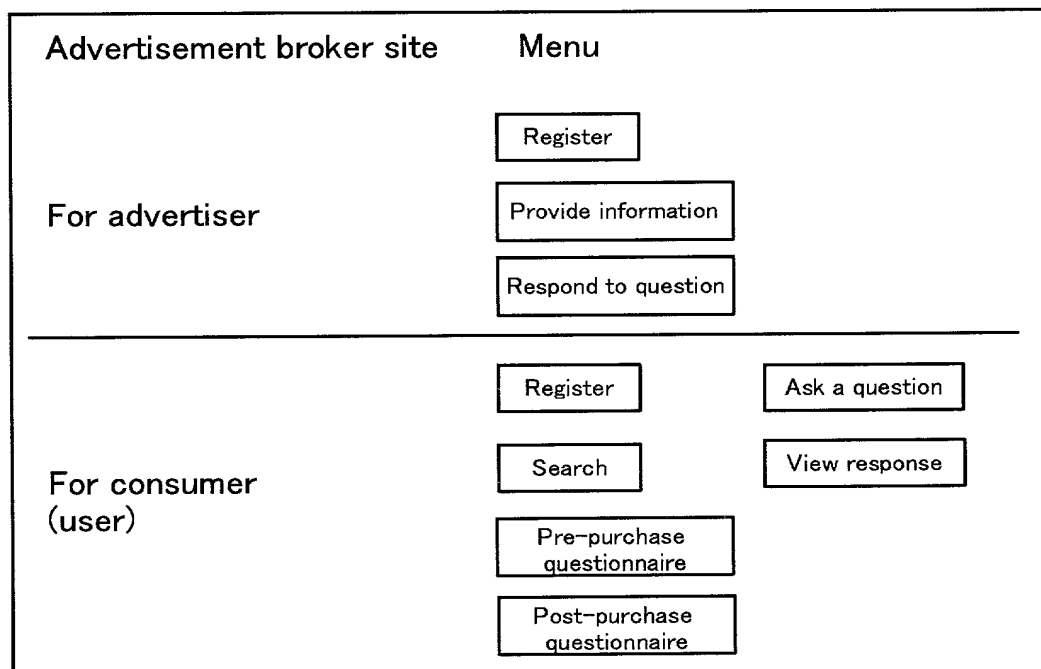 Advertisement broker site Menu
Register
For advertiser
Provide information
Respond to question
Register Ask a question
Search View response
For consumer
(user)
Pre-purchase
questionnaire
Post-purchase
questionnaire